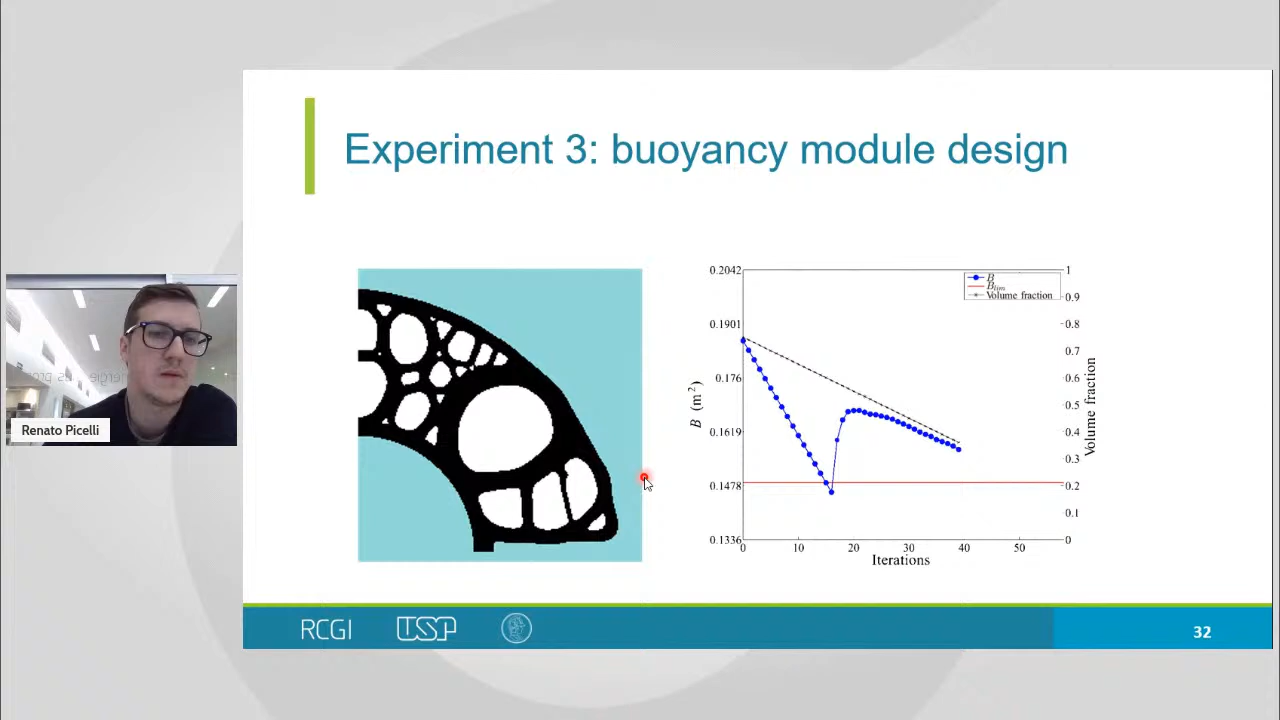 Experiment 3: buoyancy module design
Renato Picelli
0.2042
0.1901
0.176
0.1619
0.1478
0.1336
B (m²)
B
B_lim
Volume fraction
1
0.9
0.8
0.7
0.6
0.5
0.4
0.3
0.2
0.1
0
Volume fraction
0
10
20
30
40
50
Iterations
RCGI
USP
32